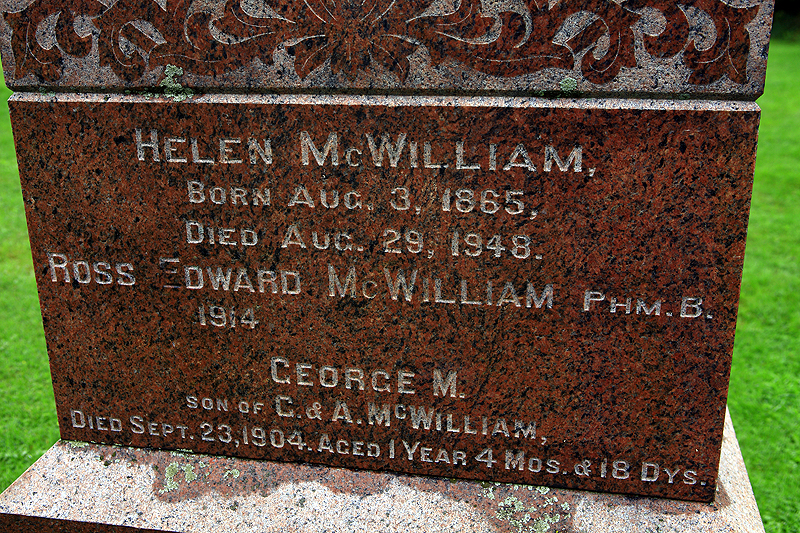 HELEN McWILLIAM,
BORN AUG. 3, 1865,
DIED AUG. 29, 1948.
ROSS EDWARD McWILLIAM PHM. B.
1914
GEORGE M.
SON OF C. & A. McWILLIAM,
DIED SEPT. 23, 1904. AGED 1 YEAR 4 MOS. & 18 DYS.